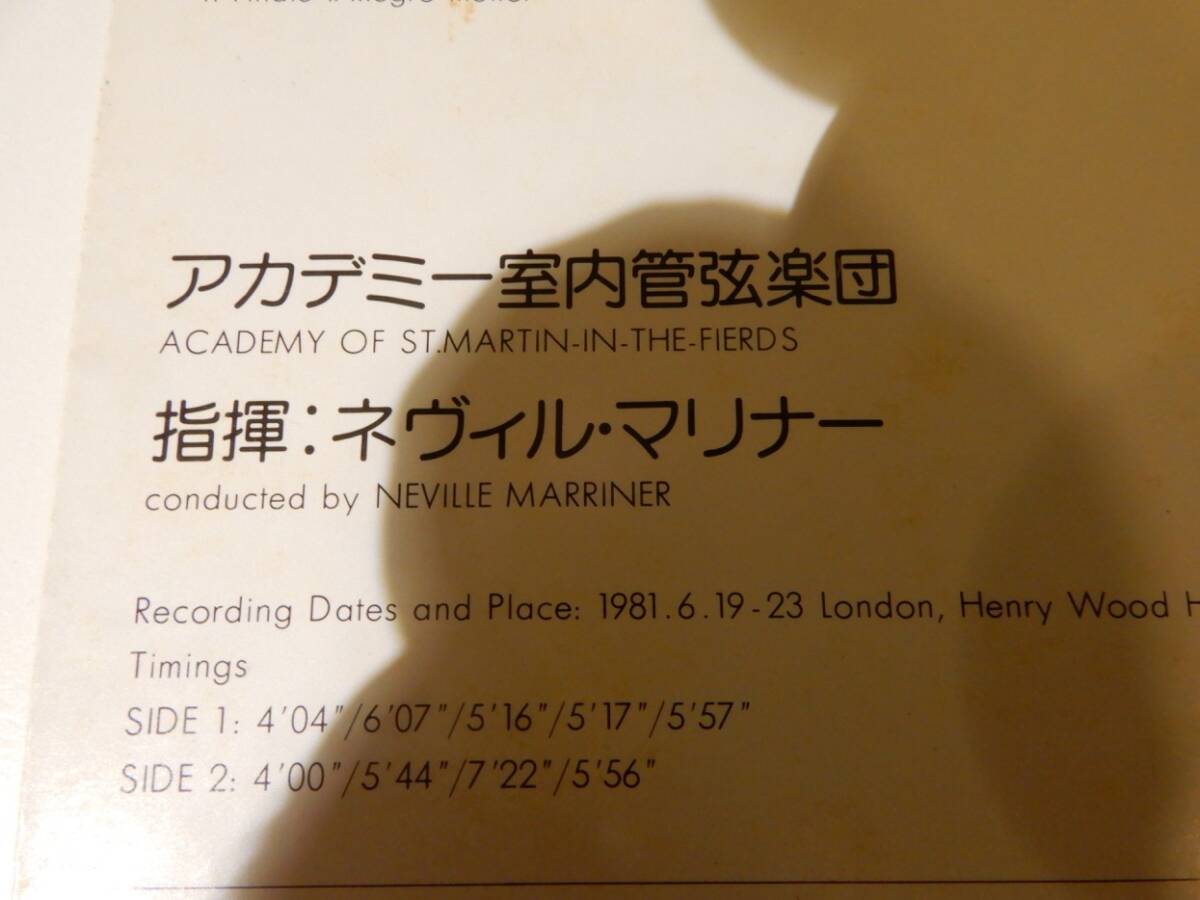 アカデミー室内管弦楽団
ACADEMY OF ST.MARTIN-IN-THE-FIERDS
指揮:ネヴィル・マリナー
conducted by NEVILLE MARRINER
Recording Dates and Place: 1981.6.19-23 London, Henry Wood H
Timings
SIDE 1: 4'04"/6'07"/5'16"/5'17"/5'57"
SIDE 2: 4'00"/5'44"/7'22"/5'56"